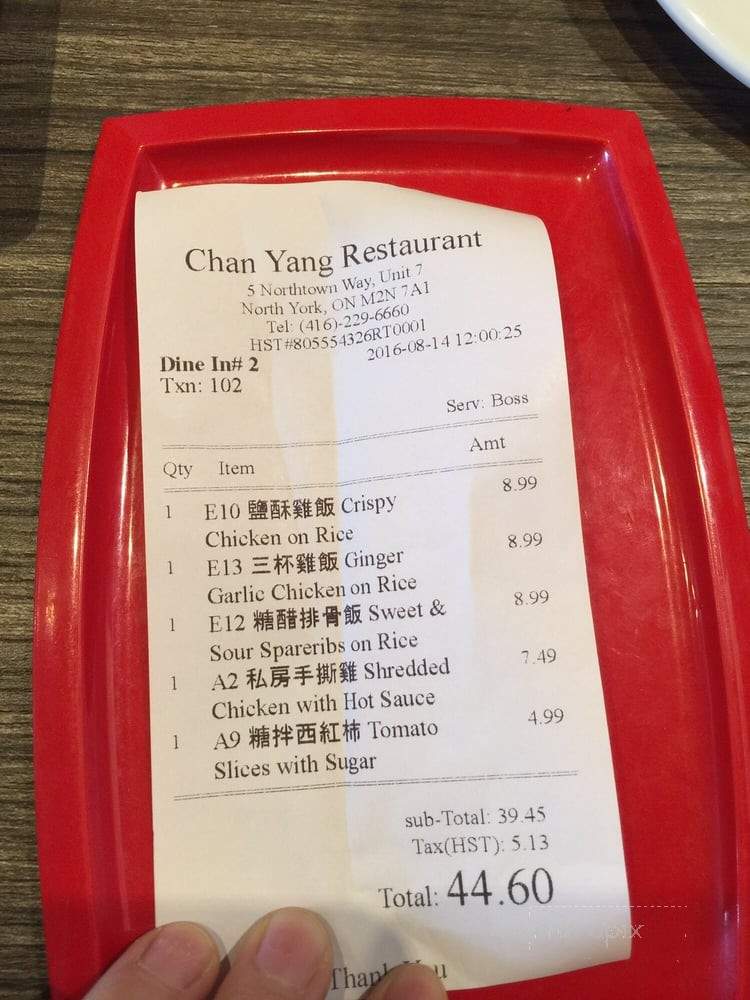 Chan Yang Restaurant
5 Northtown Way, Unit 7
North York, ON M2N 7A1
Tel: (416)-229-6660
HST#805554326RT0001
2016-08-14 12:00:25
Dine In# 2
Txn: 102
Serv: Boss
Qty Item Amt
1 E10 鹽酥雞飯 Crispy 8.99
Chicken on Rice
1 E13 三杯雞飯 Ginger 8.99
Garlic Chicken on Rice
1 E12 糖醋排骨飯 Sweet & 8.99
Sour Spareribs on Rice
1 A2 私房手撕雞 Shredded 7.49
Chicken with Hot Sauce
1 A9 糖拌西紅柿 Tomato 4.99
Slices with Sugar
sub-Total: 39.45
Tax(HST): 5.13
Total: 44.60
Thank You